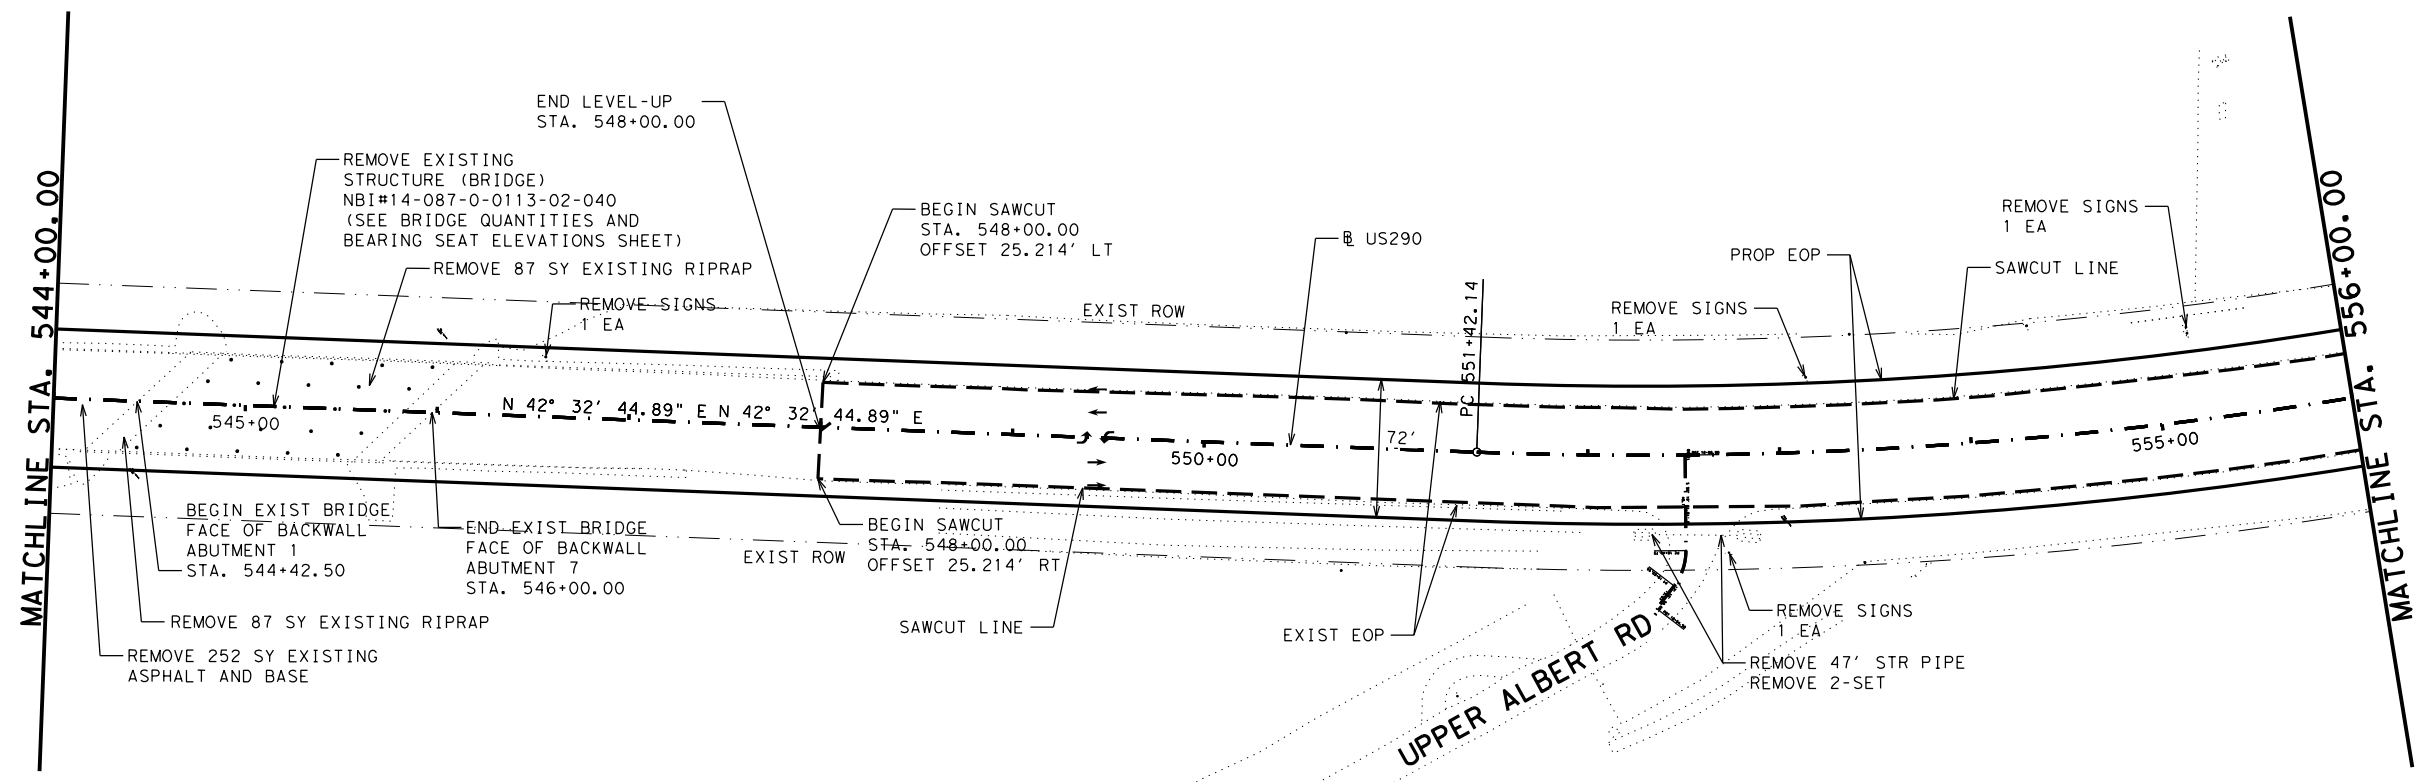 MATCHLINE STA. 544+00.00
END LEVEL-UP
STA. 548+00.00
REMOVE EXISTING
STRUCTURE (BRIDGE)
NBI#14-087-0-0113-02-040
(SEE BRIDGE QUANTITIES AND
BEARING SEAT ELEVATIONS SHEET)
REMOVE 87 SY EXISTING RIPRAP
REMOVE SIGNS
1 EA
BEGIN SAWCUT
STA. 548+00.00
OFFSET 25.214' LT
EXIST ROW
℄ US290
PC 551+42.14
PROP EOP
REMOVE SIGNS
1 EA
SAWCUT LINE
REMOVE SIGNS
1 EA
MATCHLINE STA. 556+00.00
545+00
N 42° 32' 44.89" E N 42° 32' 44.89" E
550+00
72'
555+00
BEGIN EXIST BRIDGE
FACE OF BACKWALL
ABUTMENT 1
STA. 544+42.50
END EXIST BRIDGE
FACE OF BACKWALL
ABUTMENT 7
STA. 546+00.00
EXIST ROW
BEGIN SAWCUT
STA. 548+00.00
OFFSET 25.214' RT
REMOVE 87 SY EXISTING RIPRAP
REMOVE 252 SY EXISTING
ASPHALT AND BASE
SAWCUT LINE
EXIST EOP
UPPER ALBERT RD
REMOVE SIGNS
1 EA
REMOVE 47' STR PIPE
REMOVE 2-SET